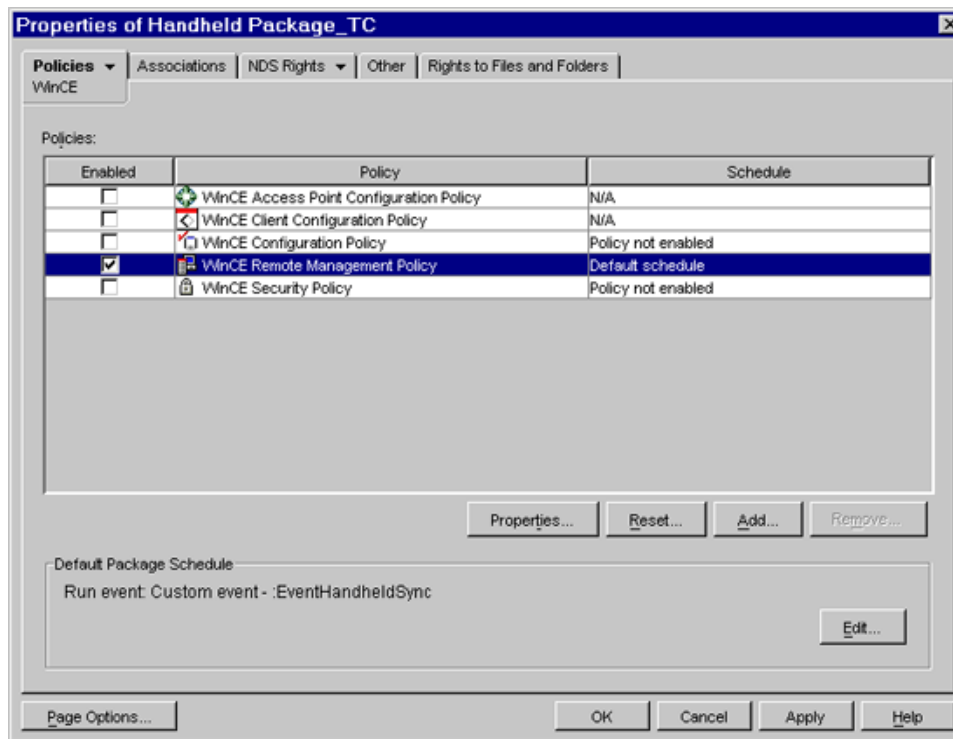 Properties of Handheld Package_TC
Policies Associations NDS Rights Other Rights to Files and Folders
WinCE
Policies:
Enabled Policy Schedule
WinCE Access Point Configuration Policy N/A
WinCE Client Configuration Policy N/A
WinCE Configuration Policy Policy not enabled
WinCE Remote Management Policy Default schedule
WinCE Security Policy Policy not enabled
Properties... Reset... Add... Remove...
Default Package Schedule
Run event: Custom event - :EventHandheldSync
Edit...
Page Options... OK Cancel Apply Help